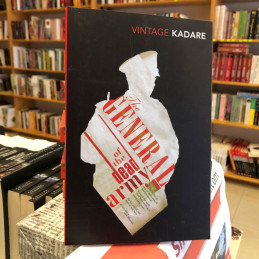 VINTAGE KADARE
The
GENERAL
of the
dead
army